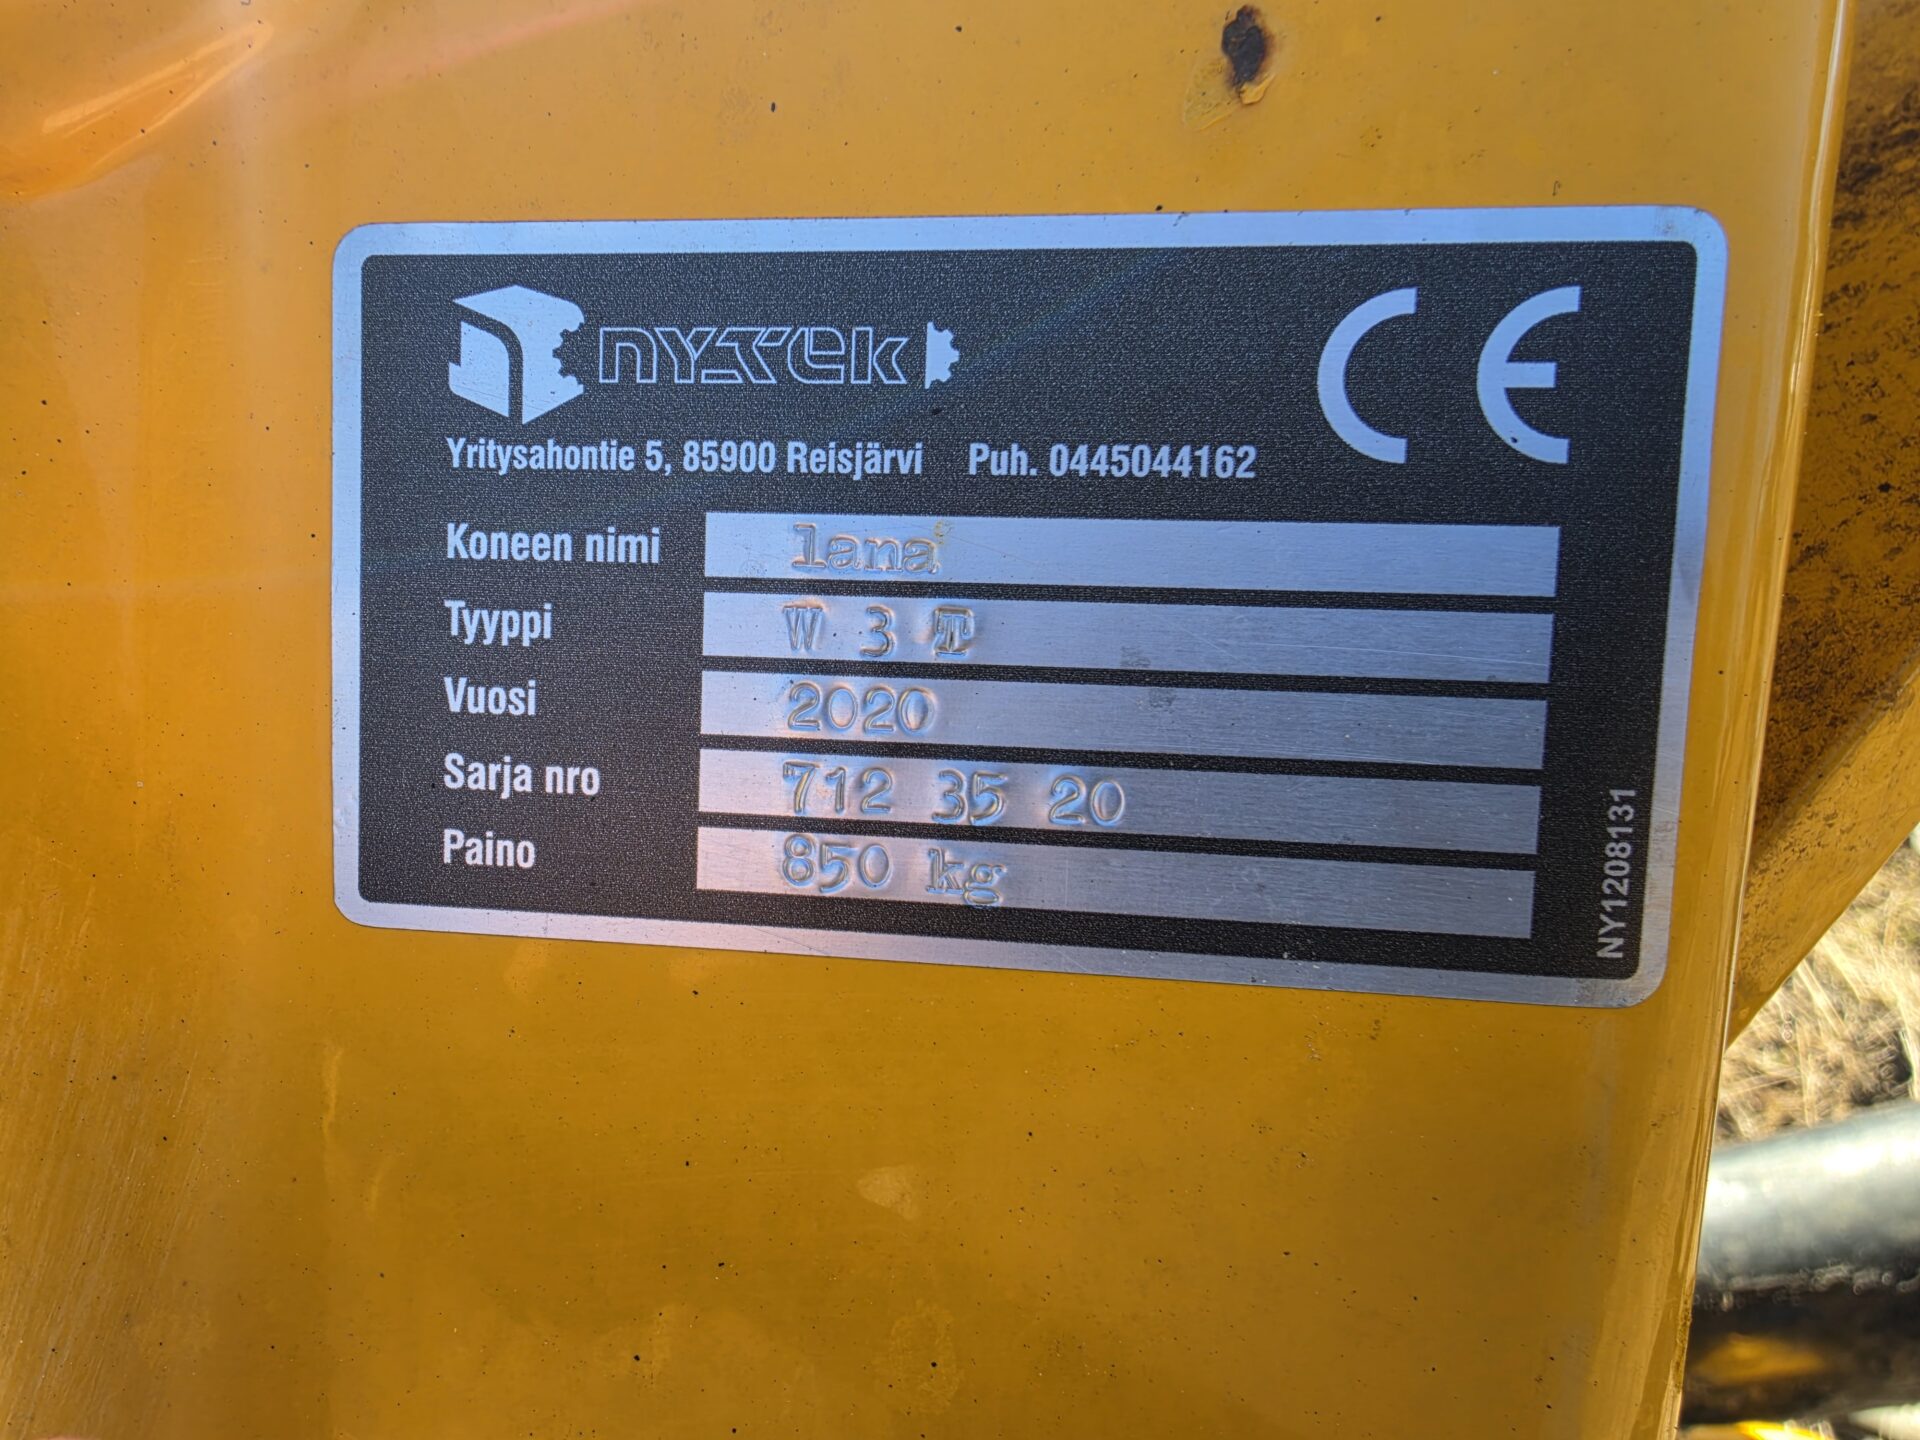 NYTEK
CE
Yritysahontie 5, 85900 Reisjärvi Puh. 0445044162
Koneen nimi lana
Tyyppi W 3 T
Vuosi 2020
Sarja nro 712 35 20
Paino 850 kg
NY1208131